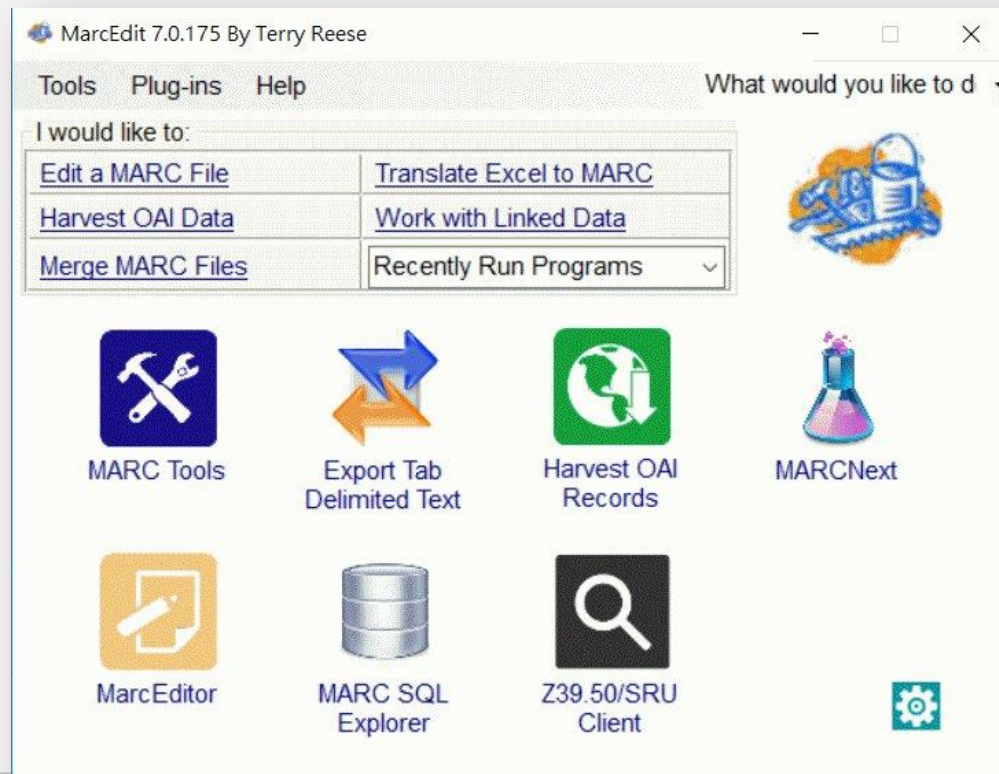 MarcEdit 7.0.175 By Terry Reese
Tools Plug-ins Help What would you like to d
I would like to:
Edit a MARC File Translate Excel to MARC
Harvest OAI Data Work with Linked Data
Merge MARC Files Recently Run Programs
MARC Tools
Export Tab
Delimited Text
Harvest OAI
Records
MARCNext
MarcEditor
MARC SQL
Explorer
Z39.50/SRU
Client